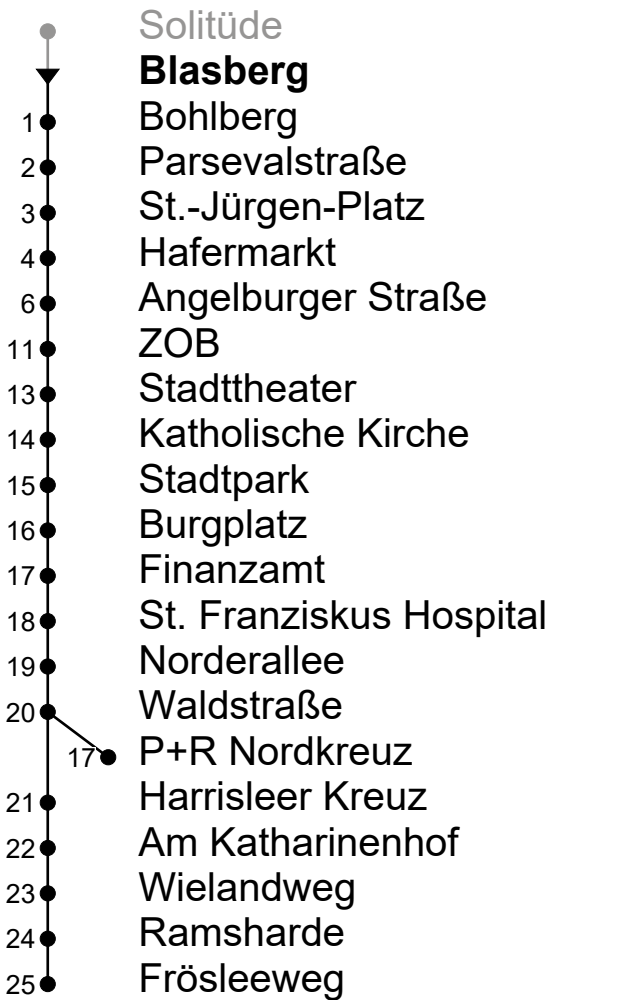 Solitüde
Blasberg
1 Bohlberg
2 Parsevalstraße
3 St.-Jürgen-Platz
4 Hafermarkt
6 Angelburger Straße
11 ZOB
13 Stadttheater
14 Katholische Kirche
15 Stadtpark
16 Burgplatz
17 Finanzamt
18 St. Franziskus Hospital
19 Norderallee
20 Waldstraße
17 P+R Nordkreuz
21 Harrisleer Kreuz
22 Am Katharinenhof
23 Wielandweg
24 Ramsharde
25 Frösleeweg